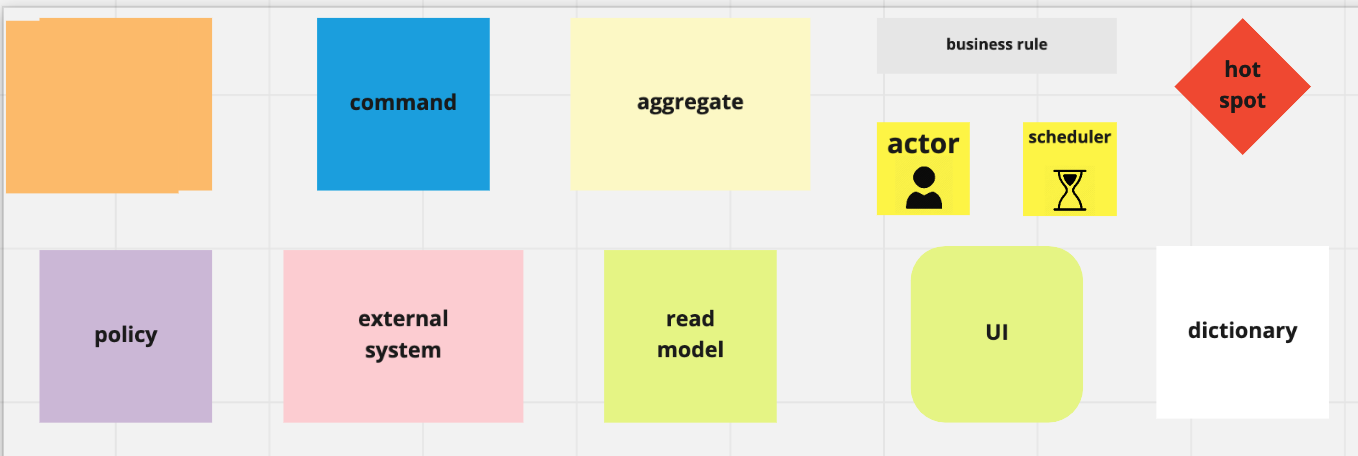 command
aggregate
business rule
hot
spot
actor
scheduler
policy
external
system
read
model
UI
dictionary